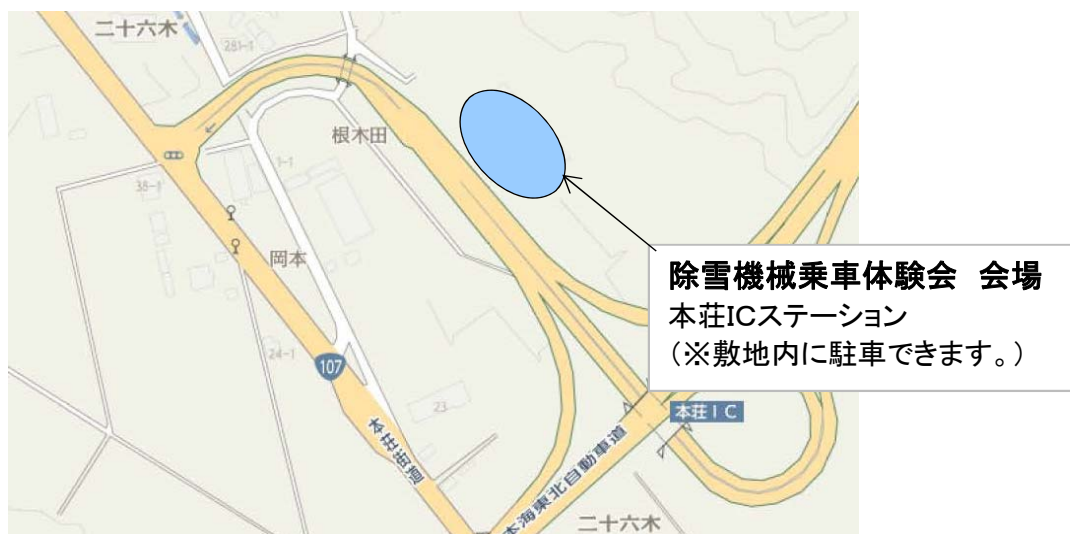 二十六木
281-1
根木田
1-1
38-1
岡本
除雪機械乗車体験会 会場
本荘ICステーション
(※敷地内に駐車できます。)
24-1
107
23
本荘IC
本荘街道
本海東北自動車道
二十六木